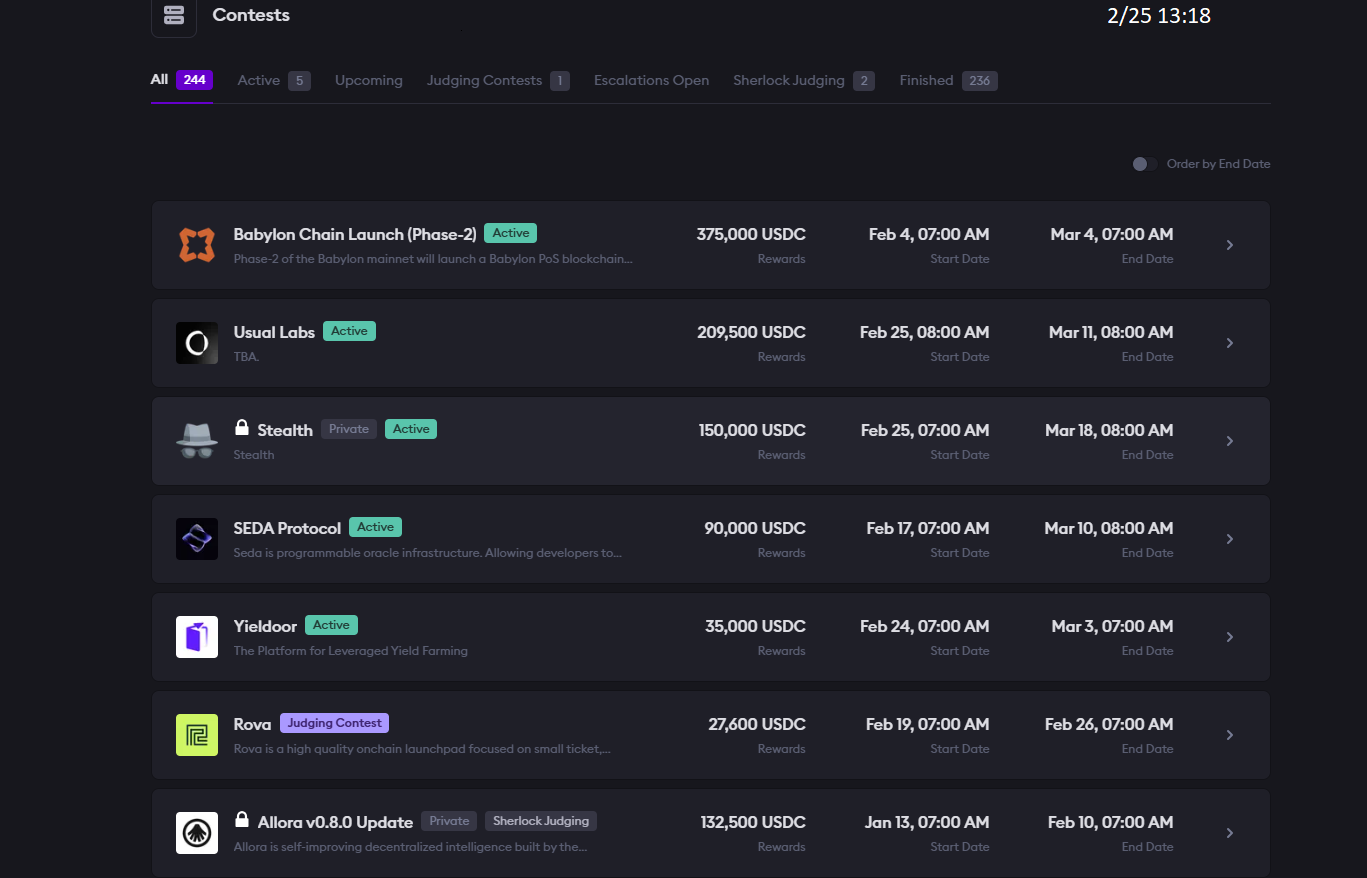 Contests
2/25 13:18
All 244 Active 5 Upcoming Judging Contests 1 Escalations Open Sherlock Judging 2 Finished 236
Order by End Date
Babylon Chain Launch (Phase-2) Active 375,000 USDC Feb 4, 07:00 AM Mar 4, 07:00 AM
Phase-2 of the Babylon mainnet will launch a Babylon PoS blockchain... Rewards Start Date End Date
Usual Labs Active 209,500 USDC Feb 25, 08:00 AM Mar 11, 08:00 AM
TBA. Rewards Start Date End Date
Stealth Private Active 150,000 USDC Feb 25, 07:00 AM Mar 18, 08:00 AM
Stealth Rewards Start Date End Date
SEDA Protocol Active 90,000 USDC Feb 17, 07:00 AM Mar 10, 08:00 AM
Seda is programmable oracle infrastructure. Allowing developers to... Rewards Start Date End Date
Yieldoor Active 35,000 USDC Feb 24, 07:00 AM Mar 3, 07:00 AM
The Platform for Leveraged Yield Farming Rewards Start Date End Date
Rova Judging Contest 27,600 USDC Feb 19, 07:00 AM Feb 26, 07:00 AM
Rova is a high quality onchain launchpad focused on small ticket,... Rewards Start Date End Date
Allora v0.8.0 Update Private Sherlock Judging 132,500 USDC Jan 13, 07:00 AM Feb 10, 07:00 AM
Allora is self-improving decentralized intelligence built by the... Rewards Start Date End Date